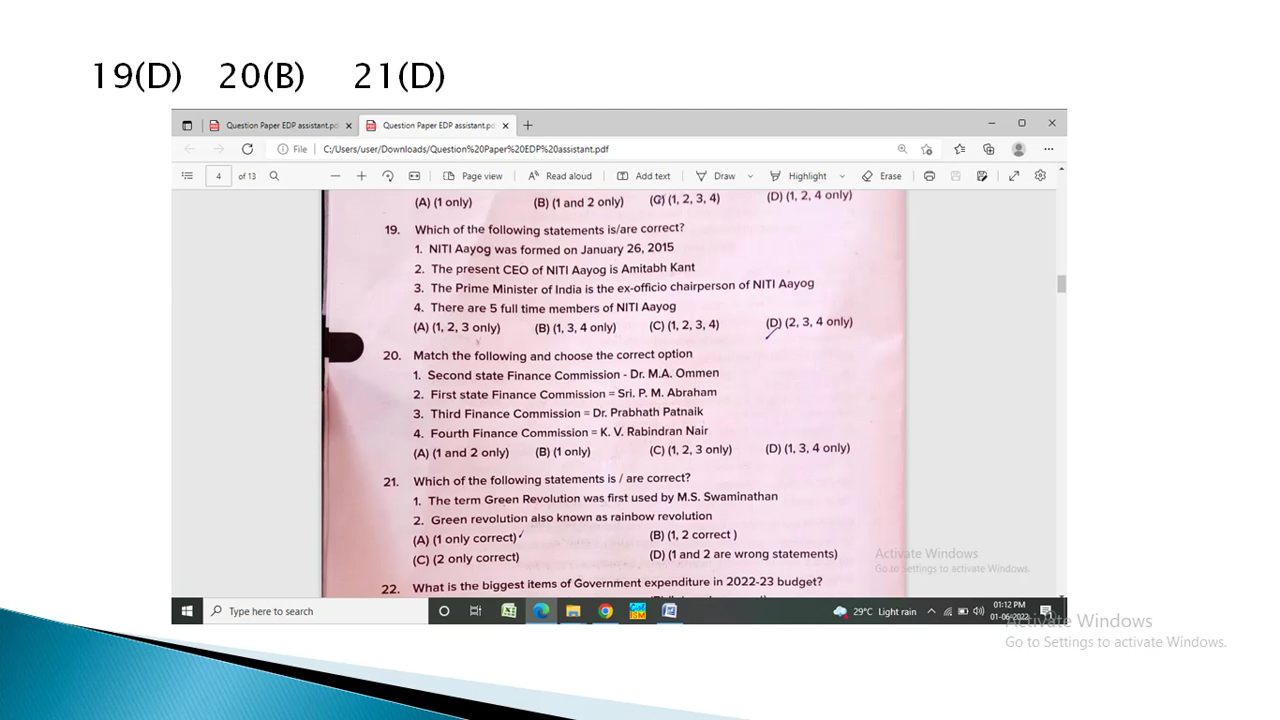 19(D) 20(B) 21(D)
Question Paper EDP assistant.pd × Question Paper EDP assistant.pd × +
File C:/Users/user/Downloads/Question%20Paper%20EDP%20assistant.pdf
4 of 13 Page view Read aloud Add text Draw Highlight Erase
(A) (1 only) (B) (1 and 2 only) (C) (1, 2, 3, 4) (D) (1, 2, 4 only)
19. Which of the following statements is/are correct?
1. NITI Aayog was formed on January 26, 2015
2. The present CEO of NITI Aayog is Amitabh Kant
3. The Prime Minister of India is the ex-officio chairperson of NITI Aayog
4. There are 5 full time members of NITI Aayog
(A) (1, 2, 3 only) (B) (1, 3, 4 only) (C) (1, 2, 3, 4) (D) (2, 3, 4 only)
20. Match the following and choose the correct option
1. Second state Finance Commission - Dr. M.A. Ommen
2. First state Finance Commission = Sri. P. M. Abraham
3. Third Finance Commission = Dr. Prabhath Patnaik
4. Fourth Finance Commission = K. V. Rabindran Nair
(A) (1 and 2 only) (B) (1 only) (C) (1, 2, 3 only) (D) (1, 3, 4 only)
21. Which of the following statements is / are correct?
1. The term Green Revolution was first used by M.S. Swaminathan
2. Green revolution also known as rainbow revolution
(A) (1 only correct) (B) (1, 2 correct )
(C) (2 only correct) (D) (1 and 2 are wrong statements)
Activate Windows
Go to Settings to activate Windows.
22. What is the biggest items of Government expenditure in 2022-23 budget?
Type here to search 29°C Light rain 01:12 PM
01-06-2022
Activate Windows
Go to Settings to activate Windows.